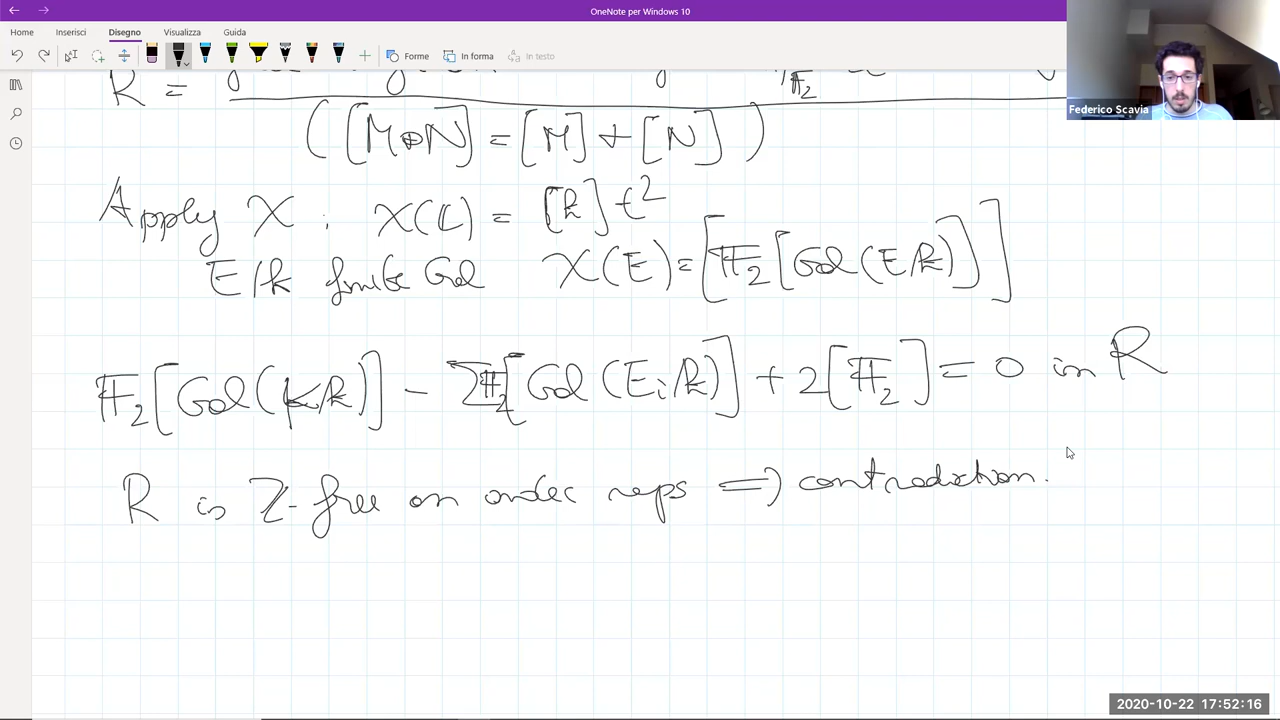 OneNote per Windows 10
Home Inserisci Disegno Visualizza Guida
Forme In forma In testo
Federico Scavia
R =
𝔽₂
([M⊕N] = [M] + [N])
Apply χ : χ(𝕃) = [k] t²
E/k finite Gal χ(E) = [𝔽₂[Gal(E/k)]]
𝔽₂[Gal(K/k)] - Σ𝔽₂[Gal(Eᵢ/k)] + 2[𝔽₂] = 0 in R
R is ℤ-free on indec reps ⟹ contradiction.
2020-10-22 17:52:16